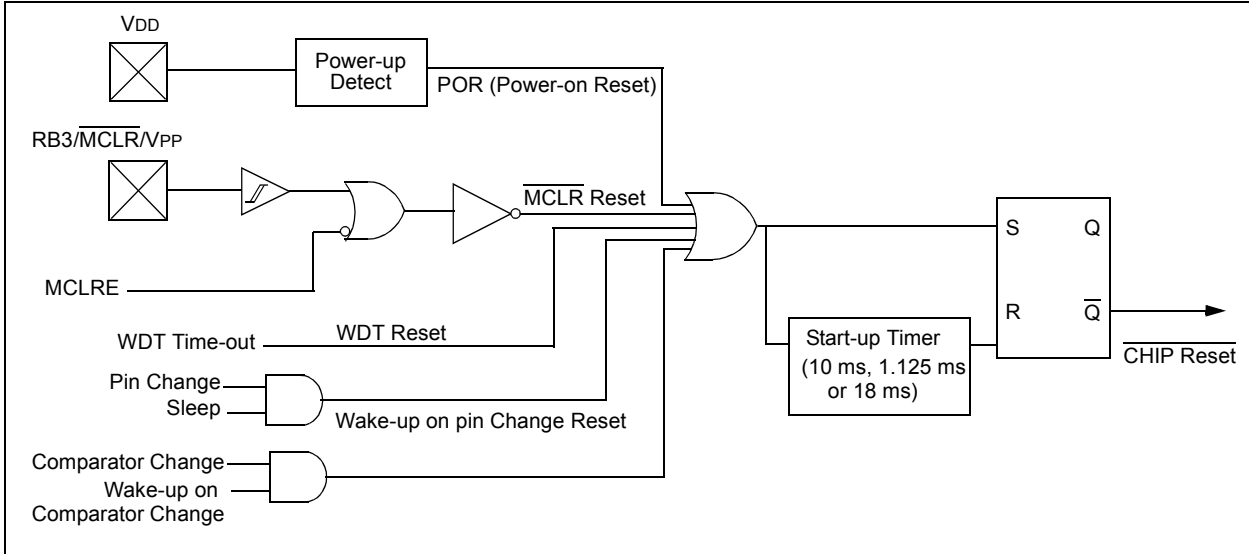 VDD
Power-up
Detect
POR (Power-on Reset)
RB3/MCLR/VPP
MCLR Reset
MCLRE
WDT Time-out
WDT Reset
Pin Change
Sleep
Wake-up on pin Change Reset
Comparator Change
Wake-up on
Comparator Change
S
Q
R
Q
Start-up Timer
(10 ms, 1.125 ms
or 18 ms)
CHIP Reset